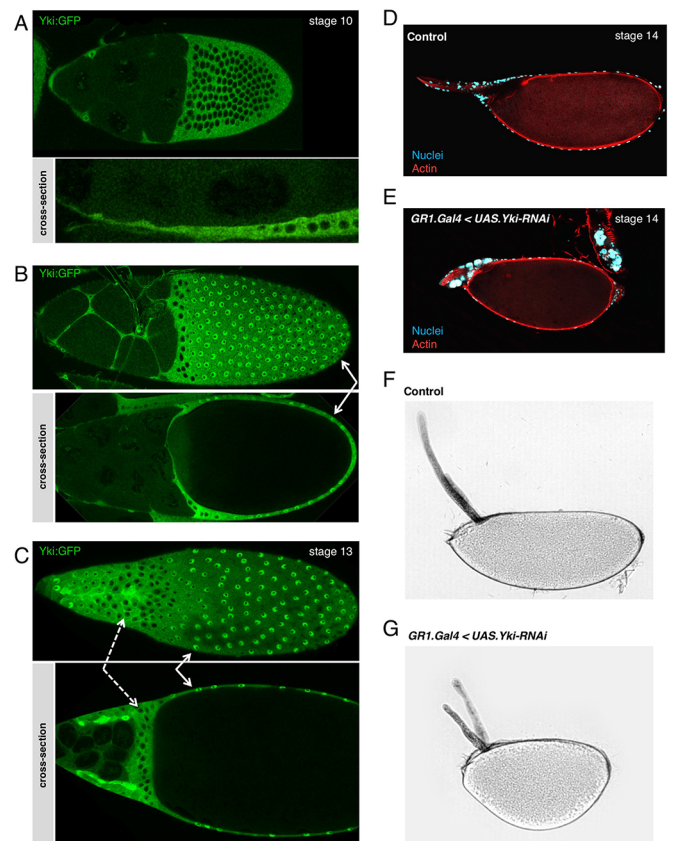 A
Yki:GFP
stage 10
cross-section
B
Yki:GFP
cross-section
C
Yki:GFP
stage 13
cross-section
D
Control
stage 14
Nuclei
Actin
E
GR1.Gal4 < UAS.Yki-RNAi
stage 14
Nuclei
Actin
F
Control
G
GR1.Gal4 < UAS.Yki-RNAi